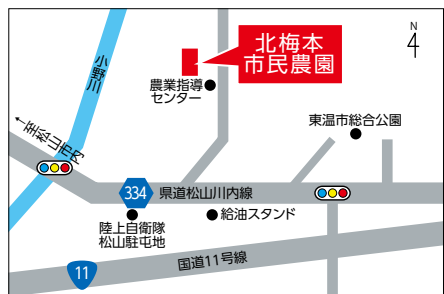 北梅本
市民農園
N
4
小野川
農業指導
センター
東温市総合公園
←至松山市内
334
県道松山川内線
陸上自衛隊
松山駐屯地
給油スタンド
国道11号線
11